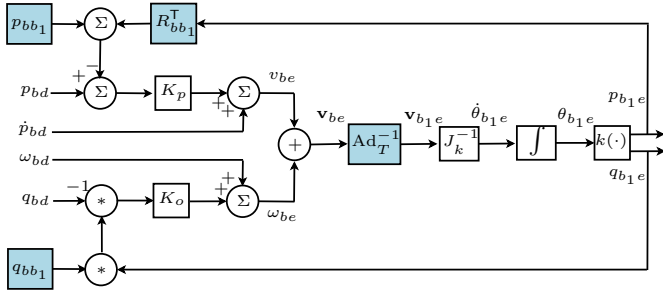 p_{bb_1} Σ R_{bb_1}^T
+ − p_{b_1e}
p_{bd} Σ K_p Σ v_{be}
+ +
ṗ_{bd} 𝐯_{be} 𝐯_{b_1e} θ̇_{b_1e} θ_{b_1e}
+ Ad_T^{-1} J_k^{-1} ∫ k(·)
ω_{bd} q_{b_1e}
+ +
q_{bd} −1 * K_o Σ ω_{be}
q_{bb_1} *